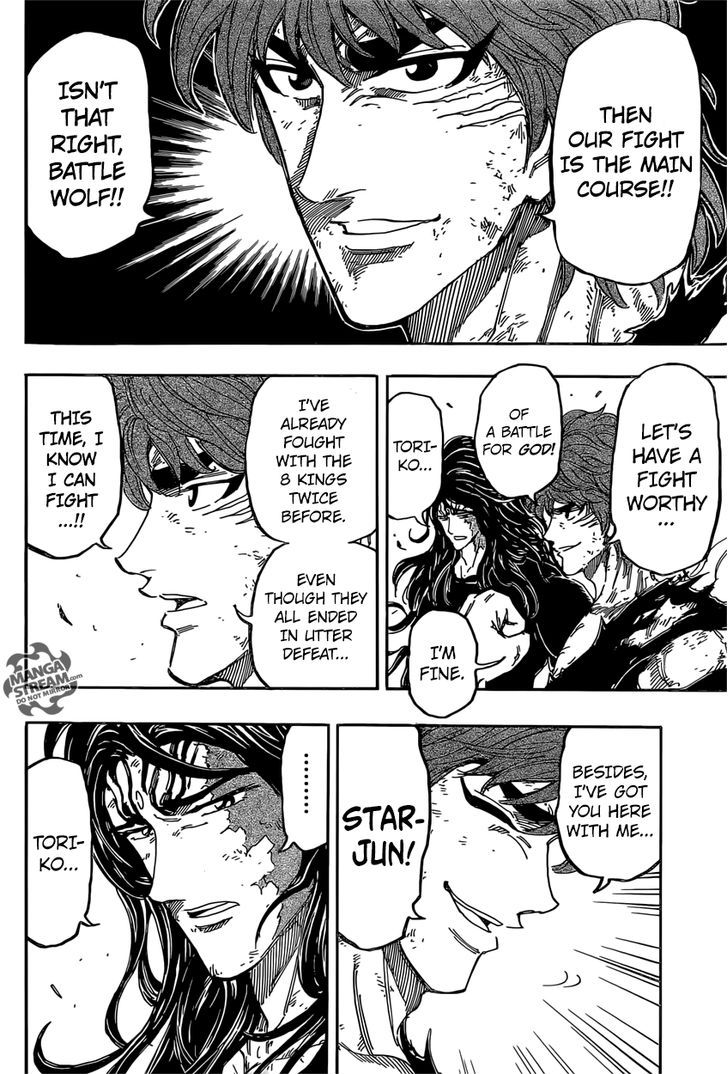 THEN
OUR FIGHT
IS THE MAIN
COURSE!!
ISN'T
THAT
RIGHT,
BATTLE
WOLF!!
LET'S
HAVE A
FIGHT
WORTHY
...
OF
A BATTLE
FOR GOD!
TORI-
KO...
I'M
FINE.
I'VE
ALREADY
FOUGHT
WITH THE
8 KINGS
TWICE
BEFORE.
EVEN
THOUGH THEY
ALL ENDED
IN UTTER
DEFEAT...
THIS
TIME, I
KNOW
I CAN
FIGHT
...!!
MANGA
STREAM.com
DO NOT MIRROR
BESIDES,
I'VE GOT
YOU HERE
WITH ME...
STAR-
JUN!
........
TORI-
KO...